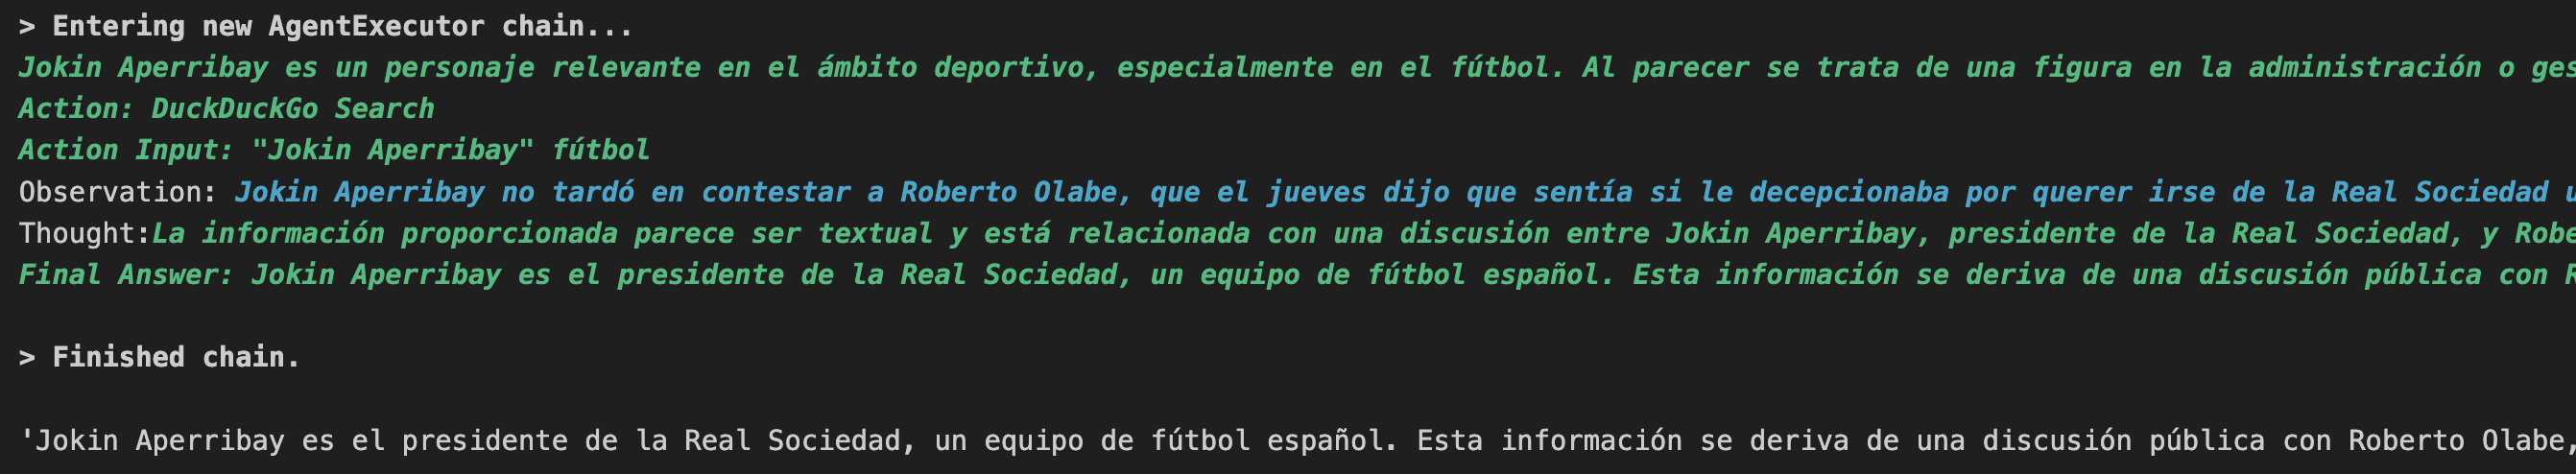 > Entering new AgentExecutor chain...
Jokin Aperribay es un personaje relevante en el ámbito deportivo, especialmente en el fútbol. Al parecer se trata de una figura en la administración o ges
Action: DuckDuckGo Search
Action Input: "Jokin Aperribay" fútbol
Observation: Jokin Aperribay no tardó en contestar a Roberto Olabe, que el jueves dijo que sentía si le decepcionaba por querer irse de la Real Sociedad u
Thought:La información proporcionada parece ser textual y está relacionada con una discusión entre Jokin Aperribay, presidente de la Real Sociedad, y Robe
Final Answer: Jokin Aperribay es el presidente de la Real Sociedad, un equipo de fútbol español. Esta información se deriva de una discusión pública con R
> Finished chain.
'Jokin Aperribay es el presidente de la Real Sociedad, un equipo de fútbol español. Esta información se deriva de una discusión pública con Roberto Olabe,